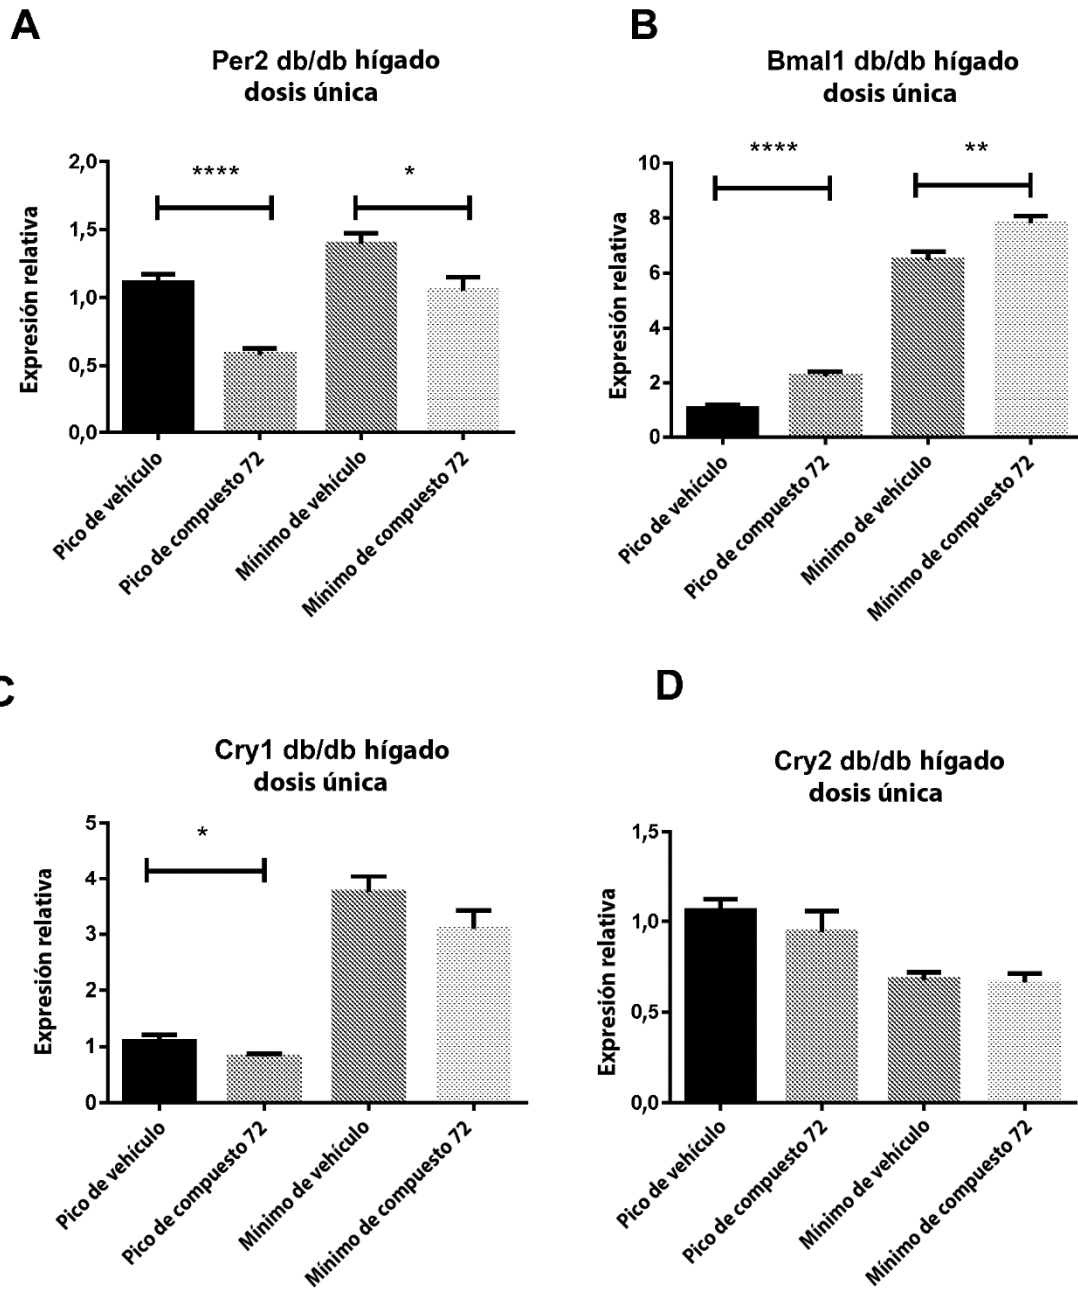 A
Per2 db/db hígado
dosis única
Expresión relativa
2,0
1,5
1,0
0,5
0,0
****
*
Pico de vehículo
Pico de compuesto 72
Mínimo de vehículo
Mínimo de compuesto 72
B
Bmal1 db/db hígado
dosis única
Expresión relativa
10
8
6
4
2
0
****
**
Pico de vehículo
Pico de compuesto 72
Mínimo de vehículo
Mínimo de compuesto 72
C
Cry1 db/db hígado
dosis única
Expresión relativa
5
4
3
2
1
0
*
Pico de vehículo
Pico de compuesto 72
Mínimo de vehículo
Mínimo de compuesto 72
D
Cry2 db/db hígado
dosis única
Expresión relativa
1,5
1,0
0,5
0,0
Pico de vehículo
Pico de compuesto 72
Mínimo de vehículo
Mínimo de compuesto 72